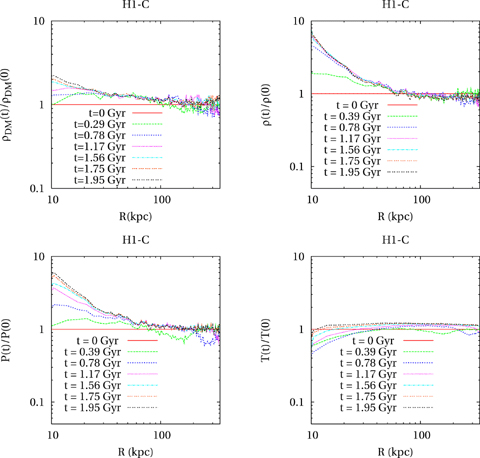 H1-C
ρDM(t)/ρDM(0)
10
1
0.1
t=0 Gyr
t=0.29 Gyr
t=0.78 Gyr
t=1.17 Gyr
t=1.56 Gyr
t=1.75 Gyr
t=1.95 Gyr
10
100
R(kpc)
H1-C
ρ(t)/ρ(0)
10
1
0.1
t = 0 Gyr
t = 0.39 Gyr
t = 0.78 Gyr
t = 1.17 Gyr
t = 1.56 Gyr
t = 1.75 Gyr
t = 1.95 Gyr
10
100
R (kpc)
H1-C
P(t)/P(0)
10
1
0.1
t = 0 Gyr
t = 0.39 Gyr
t = 0.78 Gyr
t = 1.17 Gyr
t = 1.56 Gyr
t = 1.75 Gyr
t = 1.95 Gyr
10
100
R (kpc)
H1-C
T(t)/T(0)
10
1
0.1
t = 0 Gyr
t = 0.39 Gyr
t = 0.78 Gyr
t = 1.17 Gyr
t = 1.56 Gyr
t = 1.75 Gyr
t = 1.95 Gyr
10
100
R (kpc)